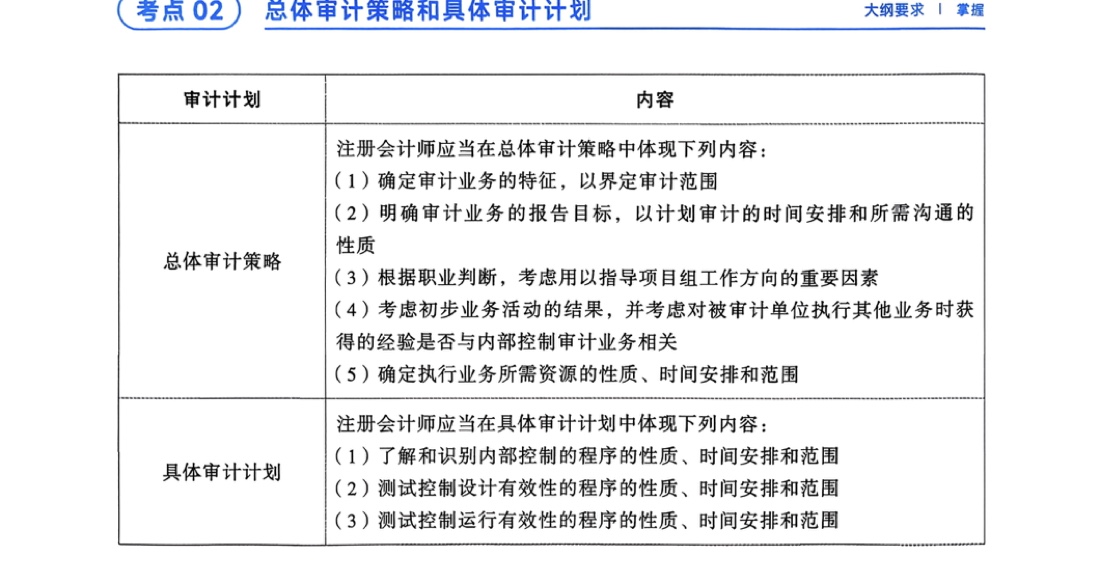 考点 02 总体审计策略和具体审计计划 大纲要求 | 掌握
审计计划 内容
总体审计策略
注册会计师应当在总体审计策略中体现下列内容：
（1）确定审计业务的特征，以界定审计范围
（2）明确审计业务的报告目标，以计划审计的时间安排和所需沟通的
性质
（3）根据职业判断，考虑用以指导项目组工作方向的重要因素
（4）考虑初步业务活动的结果，并考虑对被审计单位执行其他业务时获
得的经验是否与内部控制审计业务相关
（5）确定执行业务所需资源的性质、时间安排和范围
具体审计计划
注册会计师应当在具体审计计划中体现下列内容：
（1）了解和识别内部控制的程序的性质、时间安排和范围
（2）测试控制设计有效性的程序的性质、时间安排和范围
（3）测试控制运行有效性的程序的性质、时间安排和范围